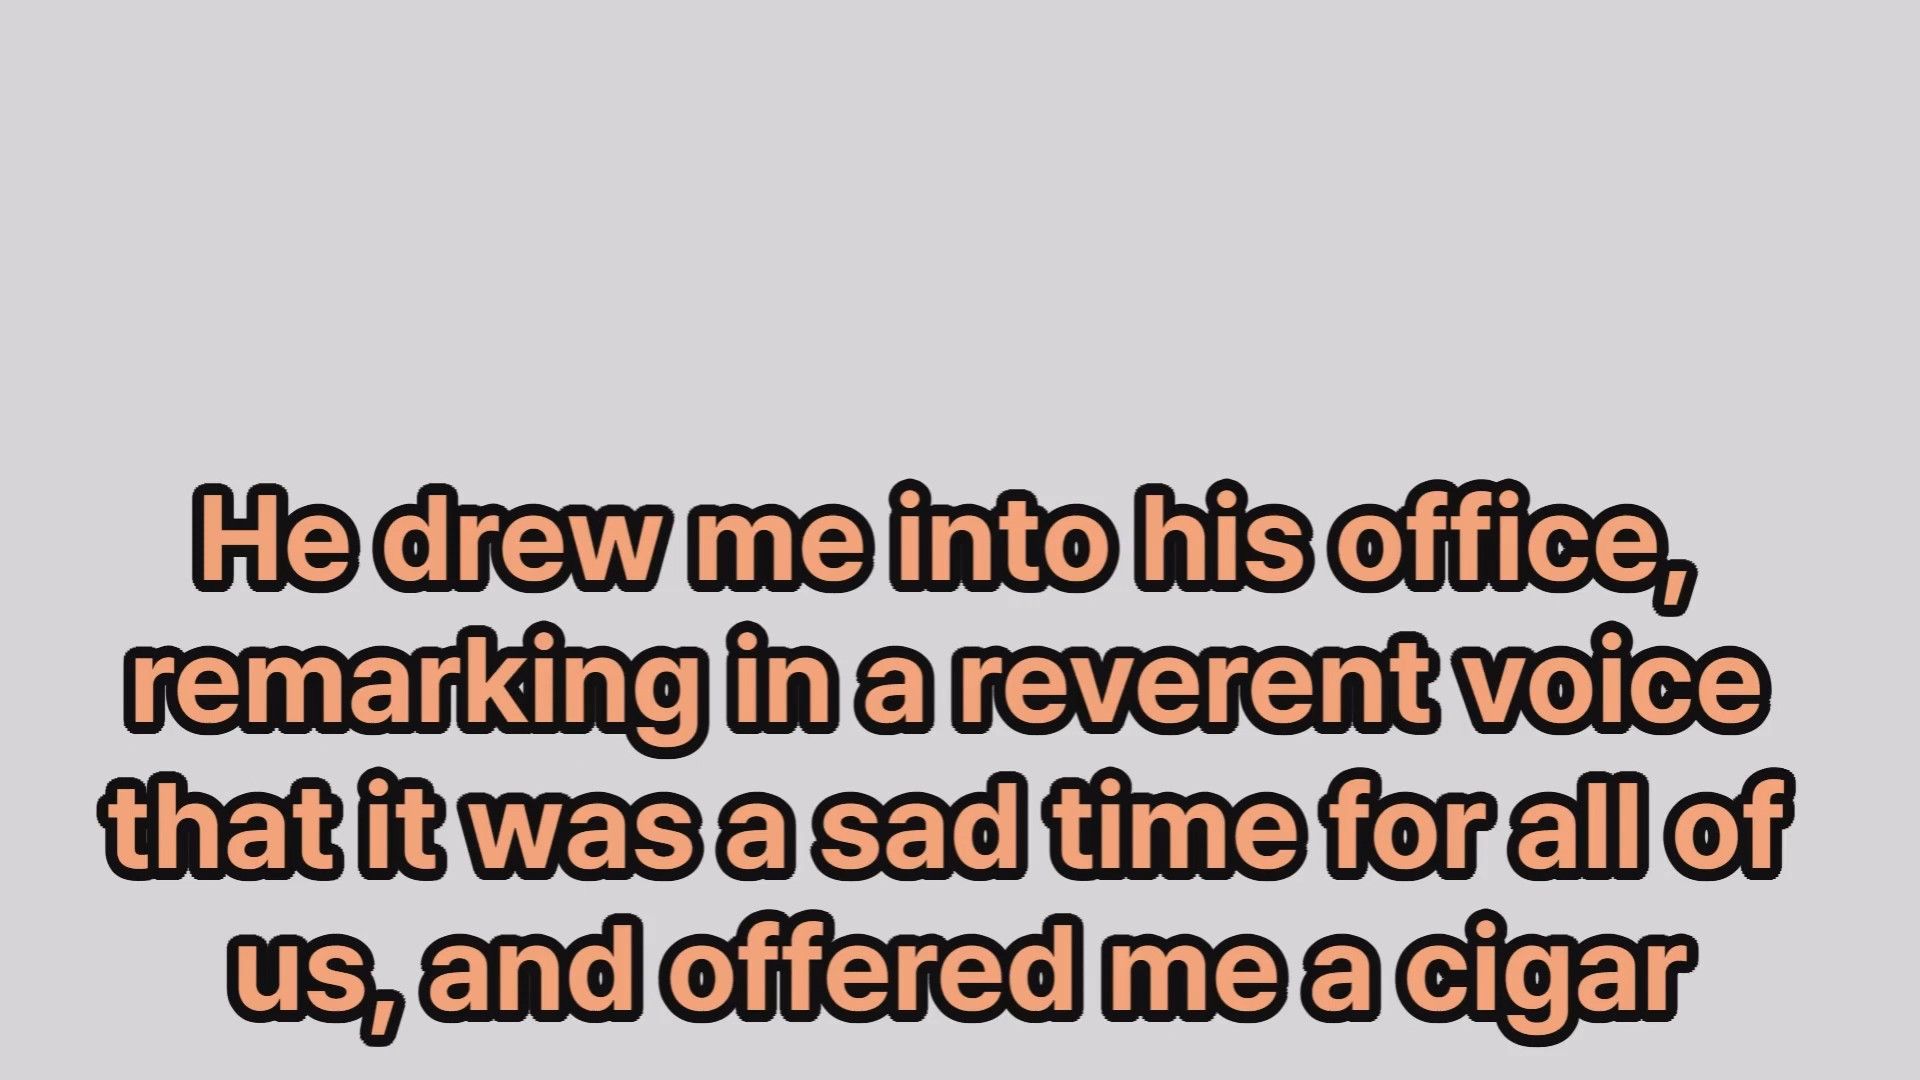 He drew me into his office,
remarking in a reverent voice
that it was a sad time for all of
us, and offered me a cigar